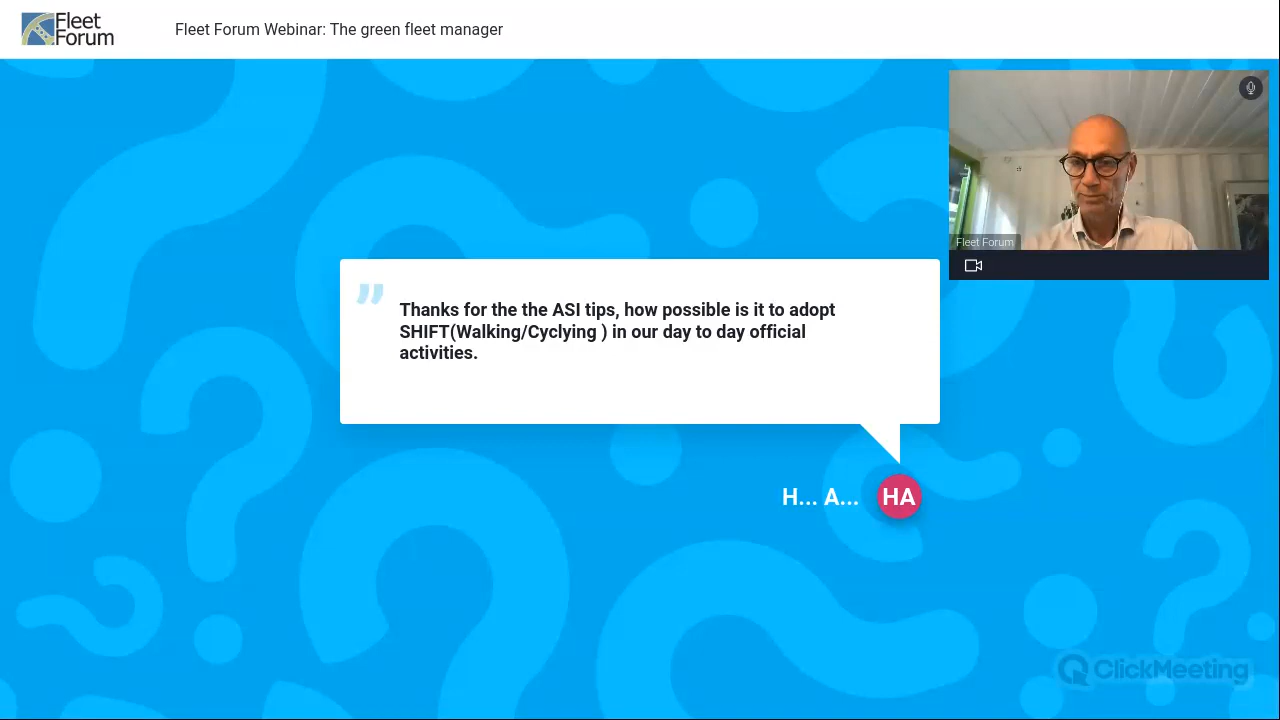 Fleet
Forum
Fleet Forum Webinar: The green fleet manager
Fleet Forum
Thanks for the the ASI tips, how possible is it to adopt
SHIFT(Walking/Cyclying ) in our day to day official
activities.
H... A...
HA
ClickMeeting